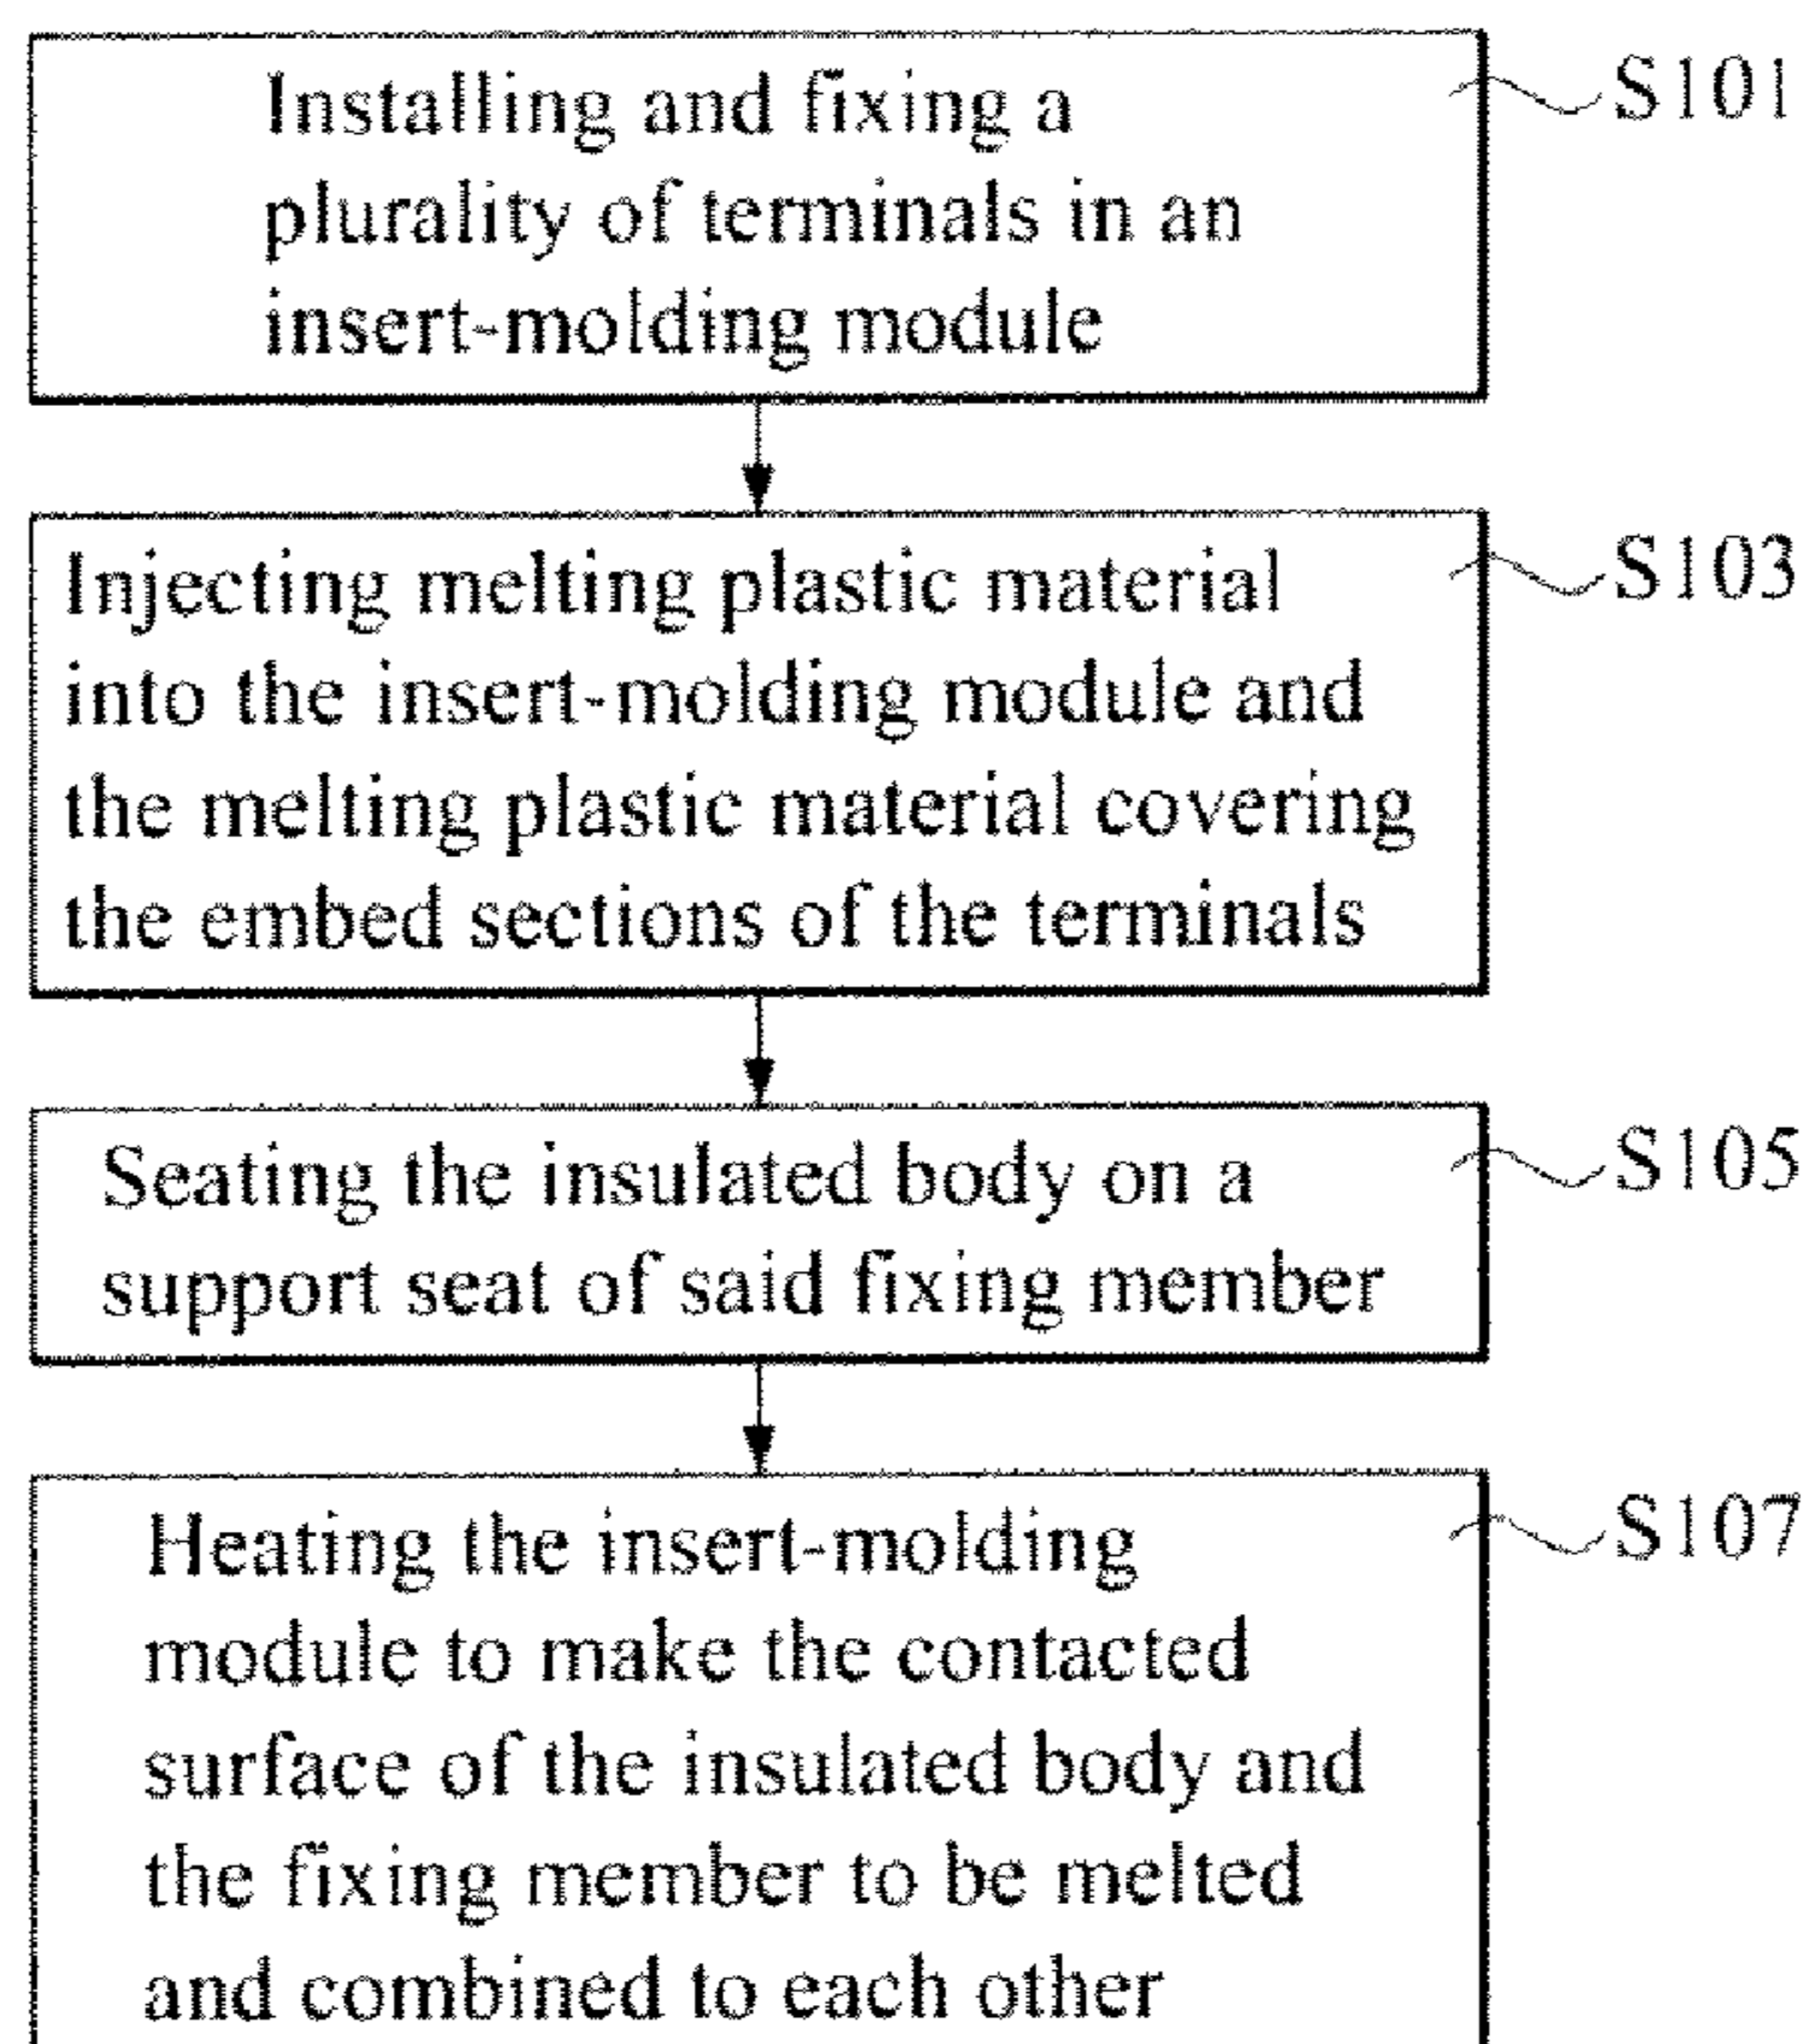 Installing and fixing a
plurality of terminals in an
insert-molding module
S101
Injecting melting plastic material
into the insert-molding module and
the melting plastic material covering
the embed sections of the terminals
S103
Seating the insulated body on a
support seat of said fixing member
S105
Heating the insert-molding
module to make the contacted
surface of the insulated body and
the fixing member to be melted
and combined to each other
S107